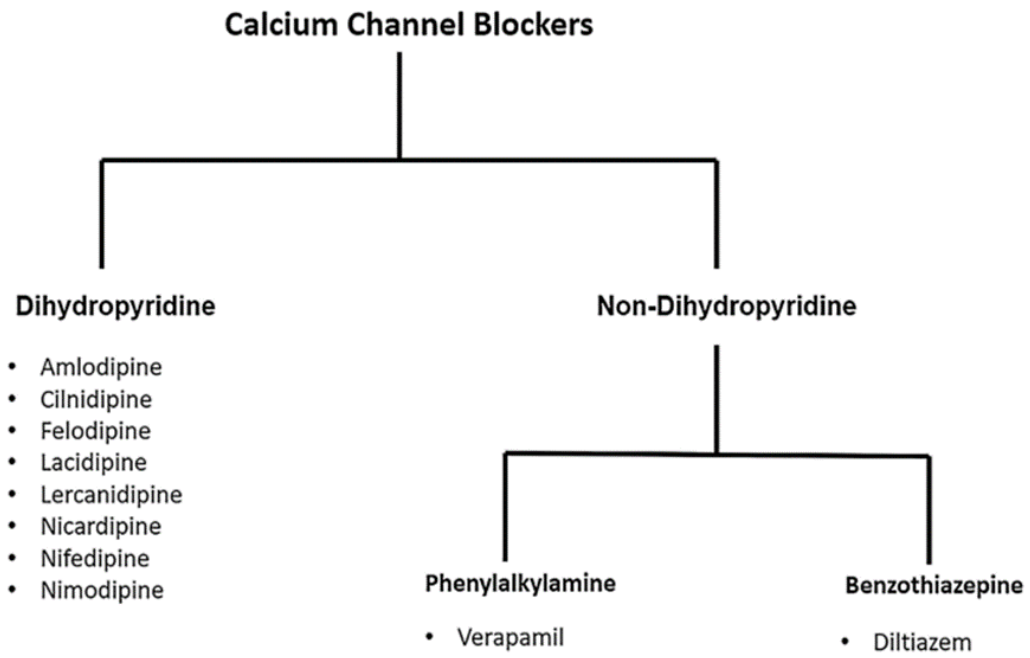 Calcium Channel Blockers
Dihydropyridine
Non-Dihydropyridine
• Amlodipine
• Cilnidipine
• Felodipine
• Lacidipine
• Lercanidipine
• Nicardipine
• Nifedipine
• Nimodipine
Phenylalkylamine
• Verapamil
Benzothiazepine
• Diltiazem